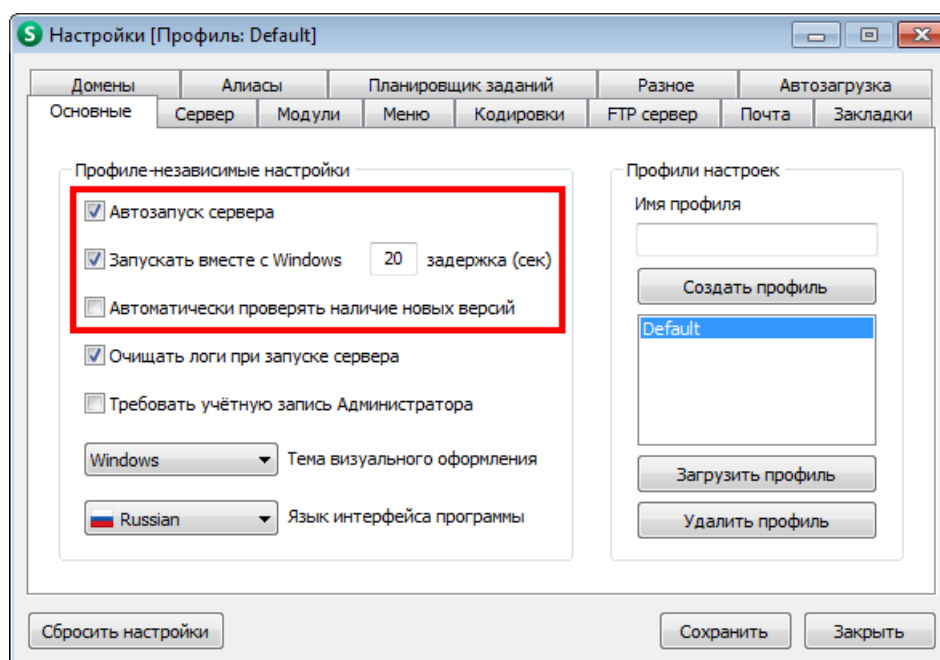 S Настройки [Профиль: Default]
Домены Алиасы Планировщик заданий Разное Автозагрузка
Основные Сервер Модули Меню Кодировки FTP сервер Почта Закладки
Профиле-независимые настройки
Автозапуск сервера
Запускать вместе с Windows 20 задержка (сек)
Автоматически проверять наличие новых версий
Очищать логи при запуске сервера
Требовать учётную запись Администратора
Windows Тема визуального оформления
Russian Язык интерфейса программы
Профили настроек
Имя профиля
Создать профиль
Default
Загрузить профиль
Удалить профиль
Сбросить настройки Сохранить Закрыть